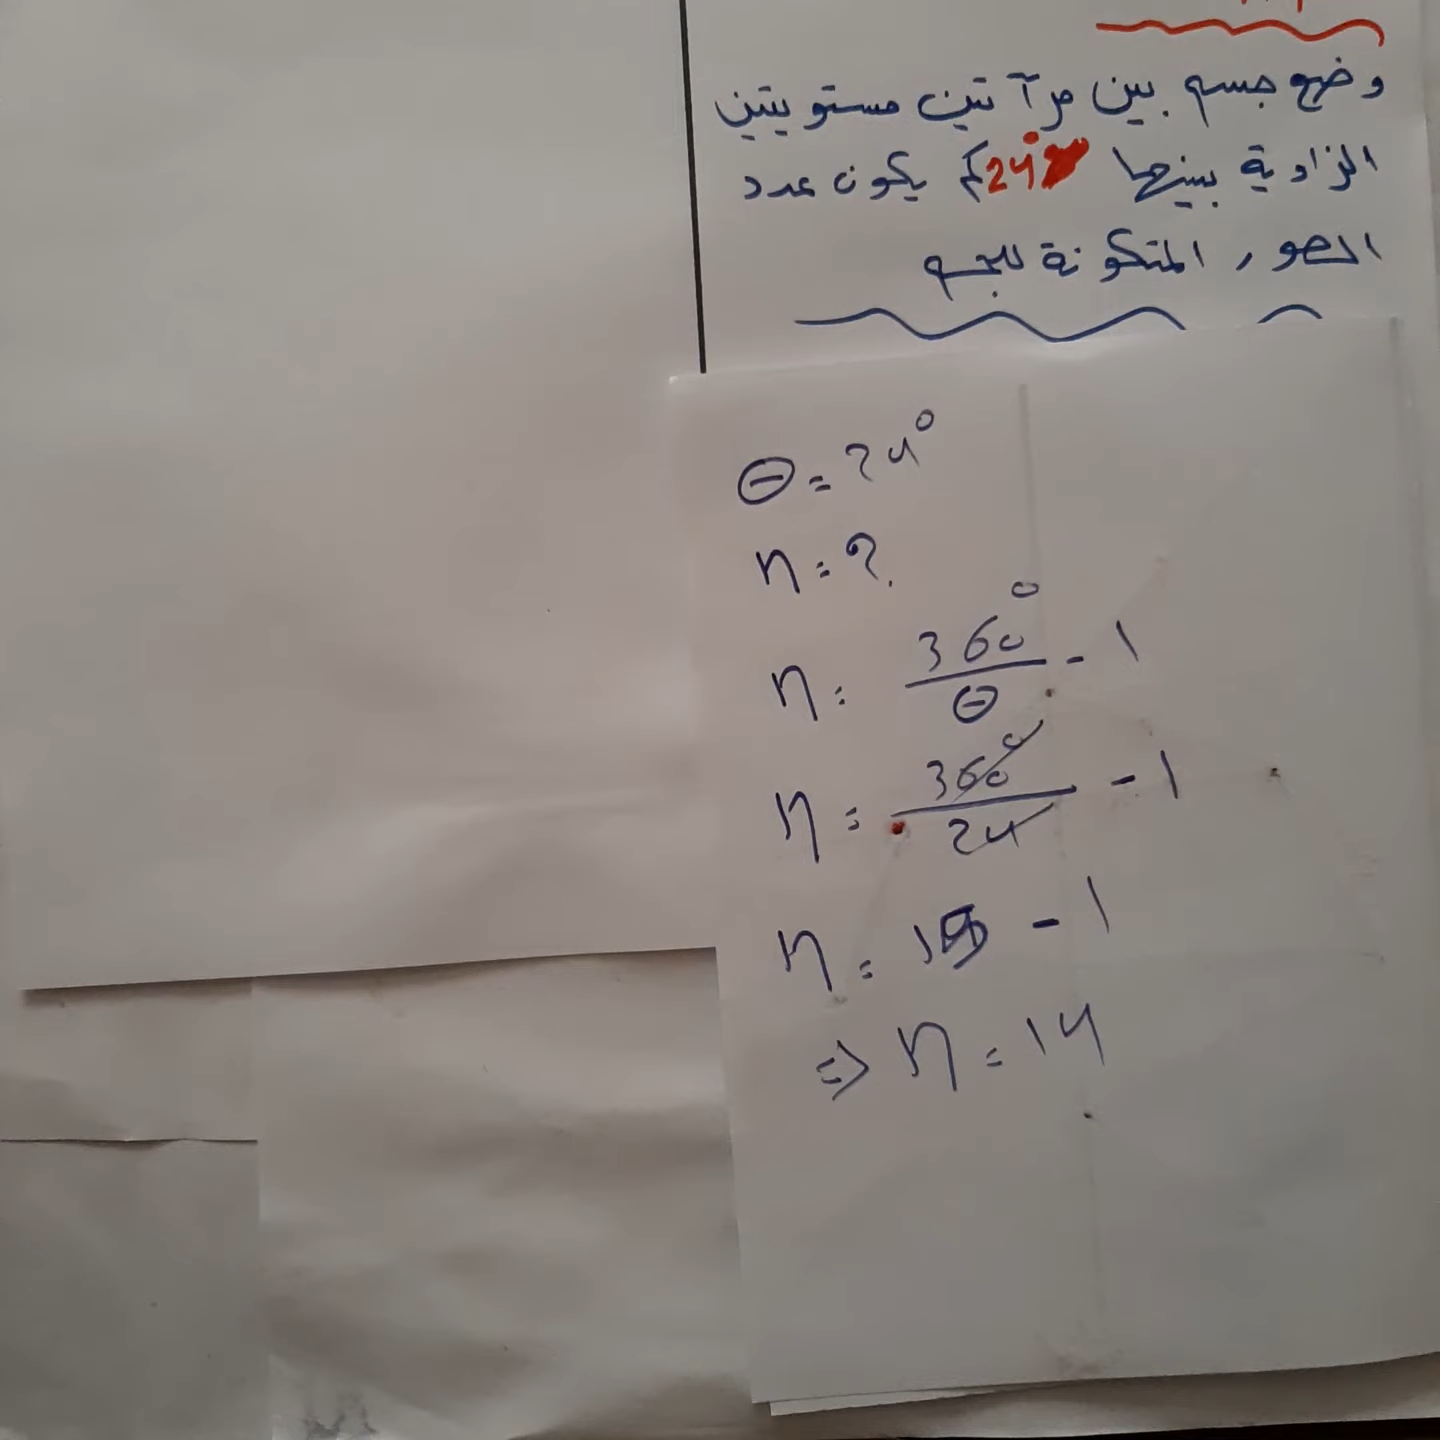 وضع جسم بين مرآتين مستويتين
الزاوية بينهما 24° كم يكون عدد
الصور المتكونة للجسم
θ = 24°
n = ?
n = 360° / θ - 1
n = 360° / 24 - 1
n = 15 - 1
⇒ n = 14